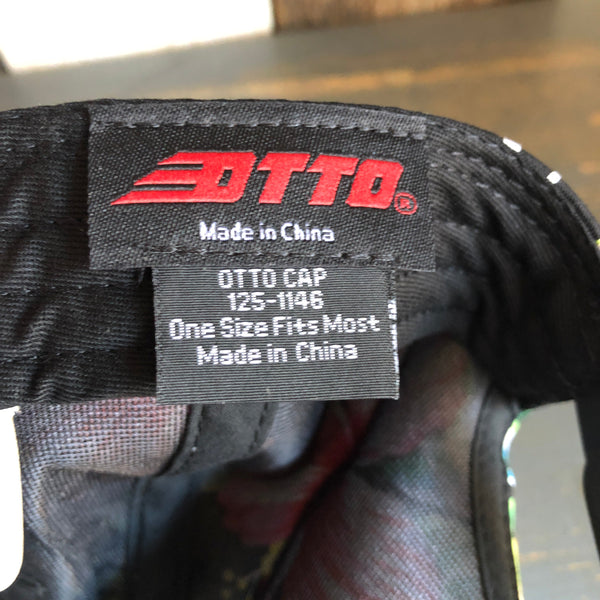 OTTO®
Made in China
OTTO CAP
125-1146
One Size Fits Most
Made in China